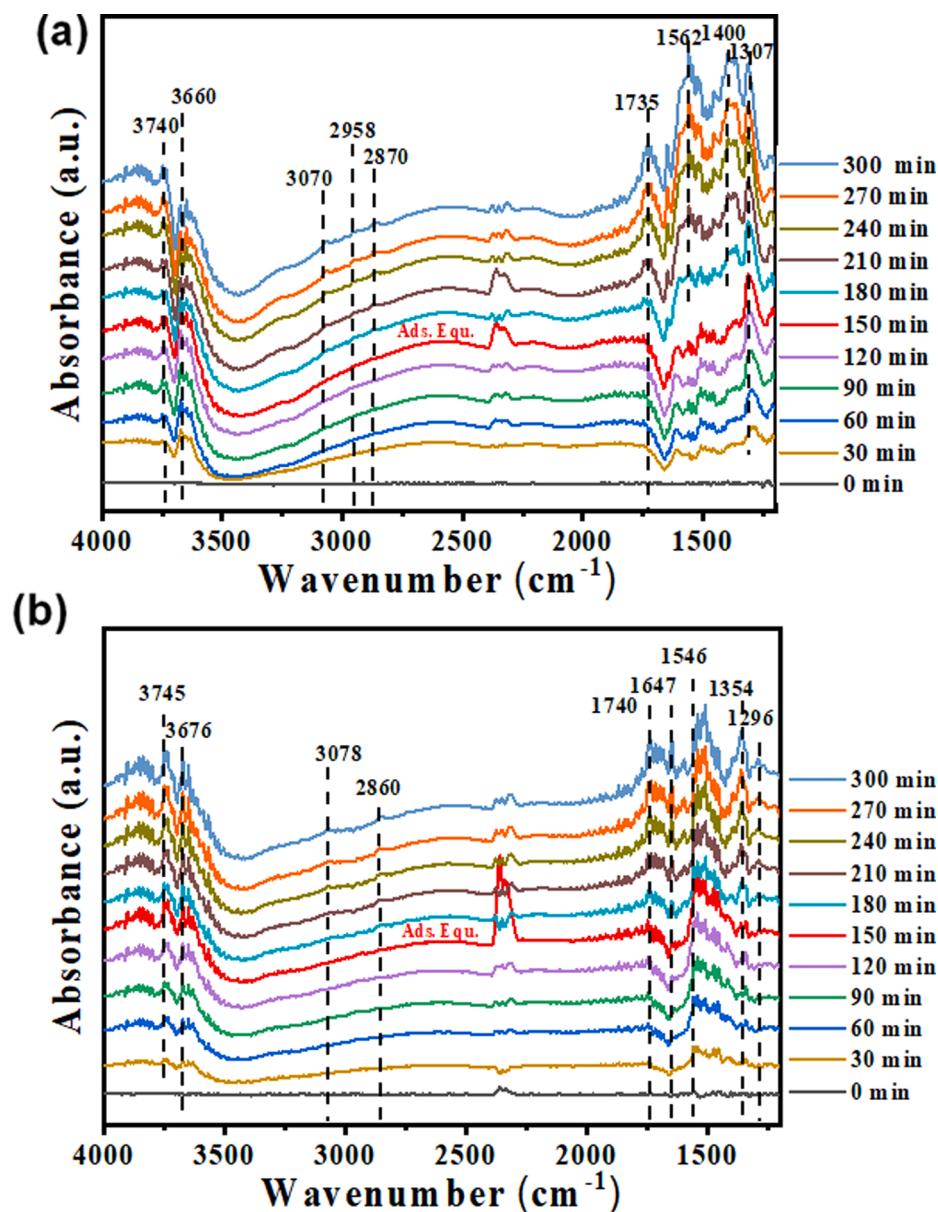 (a)
1562
1400
1307
3660
1735
3740
2958
3070
2870
300 min
270 min
240 min
210 min
180 min
150 min
120 min
90 min
60 min
30 min
0 min
Ads. Equ.
Absorbance (a.u.)
4000 3500 3000 2500 2000 1500
Wavenumber (cm-1)
(b)
1546
3745
1647
1354
1740
3676
1296
3078
2860
300 min
270 min
240 min
210 min
180 min
150 min
120 min
90 min
60 min
30 min
0 min
Ads. Equ.
Absorbance (a.u.)
4000 3500 3000 2500 2000 1500
Wavenumber (cm-1)